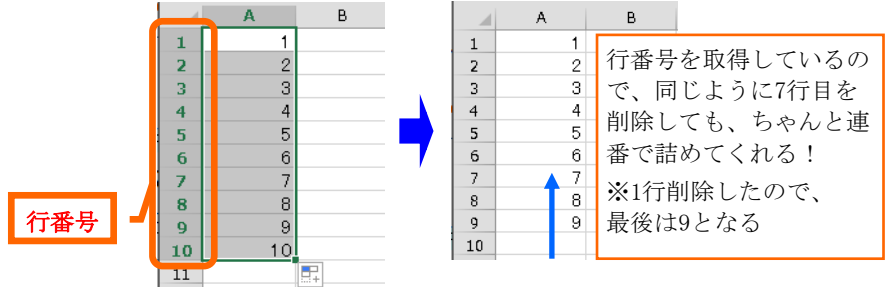 A B
1 1
2 2
3 3
4 4
5 5
6 6
7 7
8 8
9 9
10 10
11
行番号
A B
1 1
2 2
3 3
4 4
5 5
6 6
7 7
8 8
9 9
10
行番号を取得しているの
で、同じように7行目を
削除しても、ちゃんと連
番で詰めてくれる！
※1行削除したので、
最後は9となる